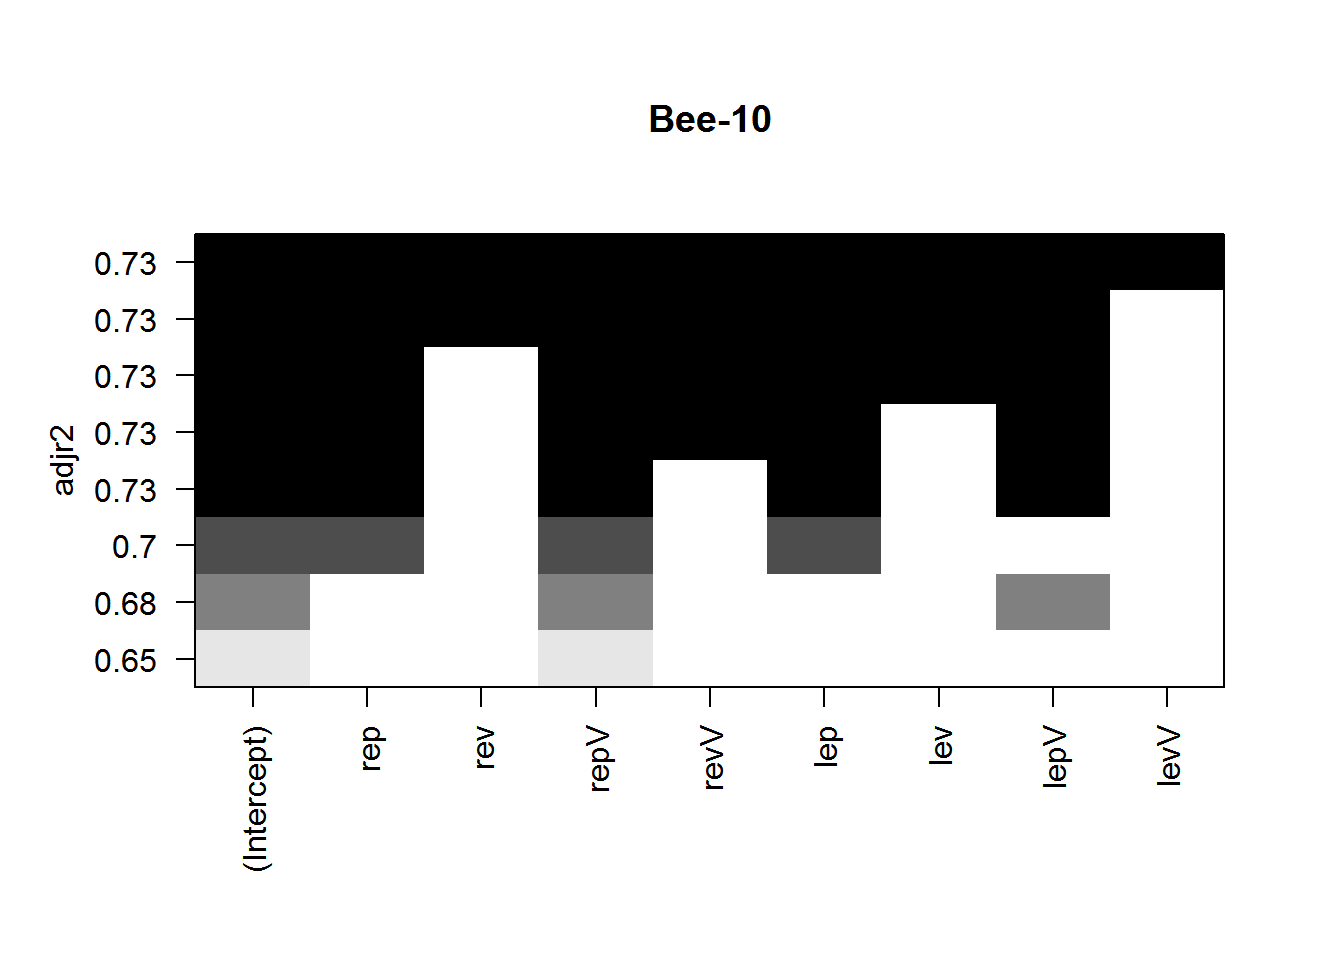 Bee-10
adjr2
0.73
0.73
0.73
0.73
0.73
0.7
0.68
0.65
(Intercept)
rep
rev
repV
revV
lep
lev
lepV
levV